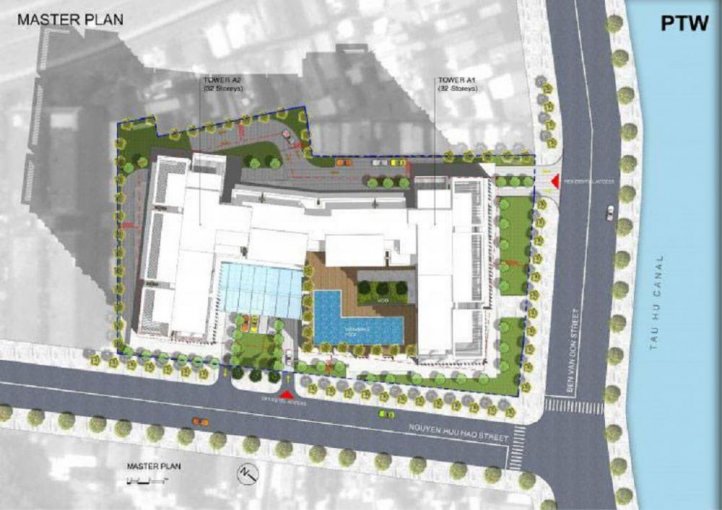 MASTER PLAN
PTW
TOWER A2
(32 Storeys)
TOWER A1
(32 Storeys)
TAU HU CANAL
BEN VAN DON STREET
NGUYEN HUU HAO STREET
MASTER PLAN
N